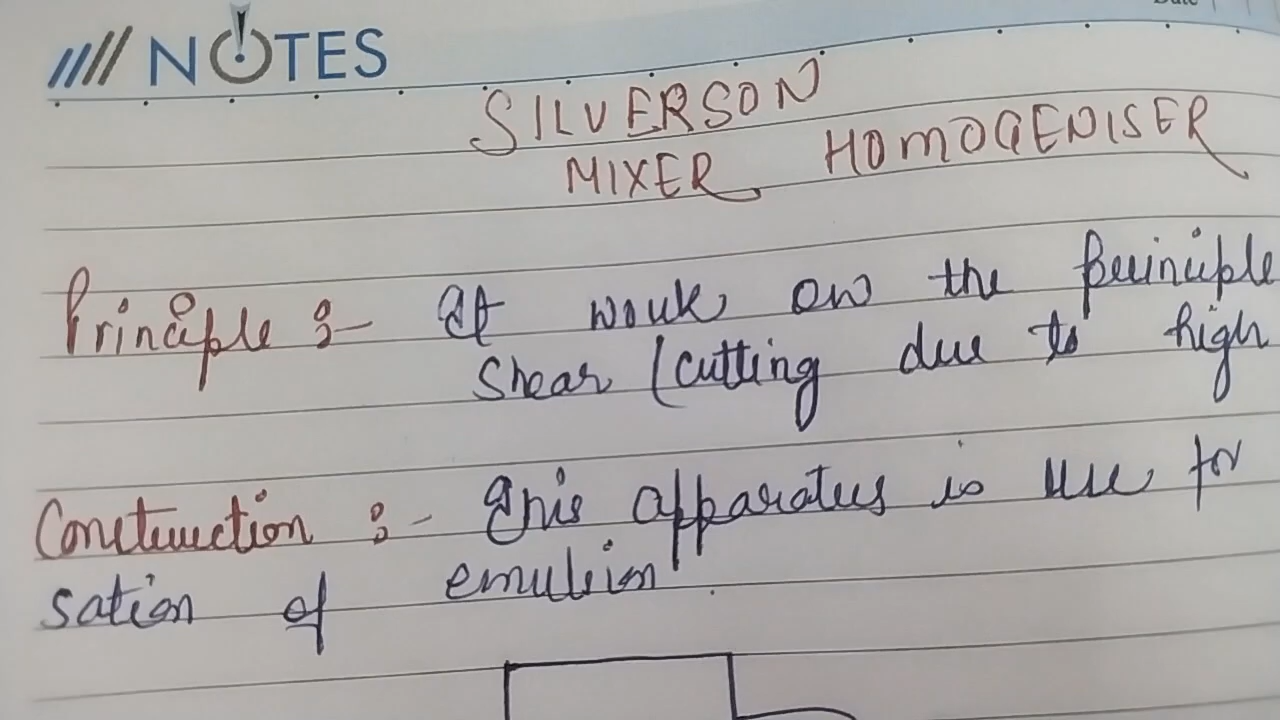 NOTES
SILVERSON
MIXER HOMOGENISER
Principle :- It work on the principle
Shear (cutting due to high
Construction :- This apparatus is use for
sation of emulsion